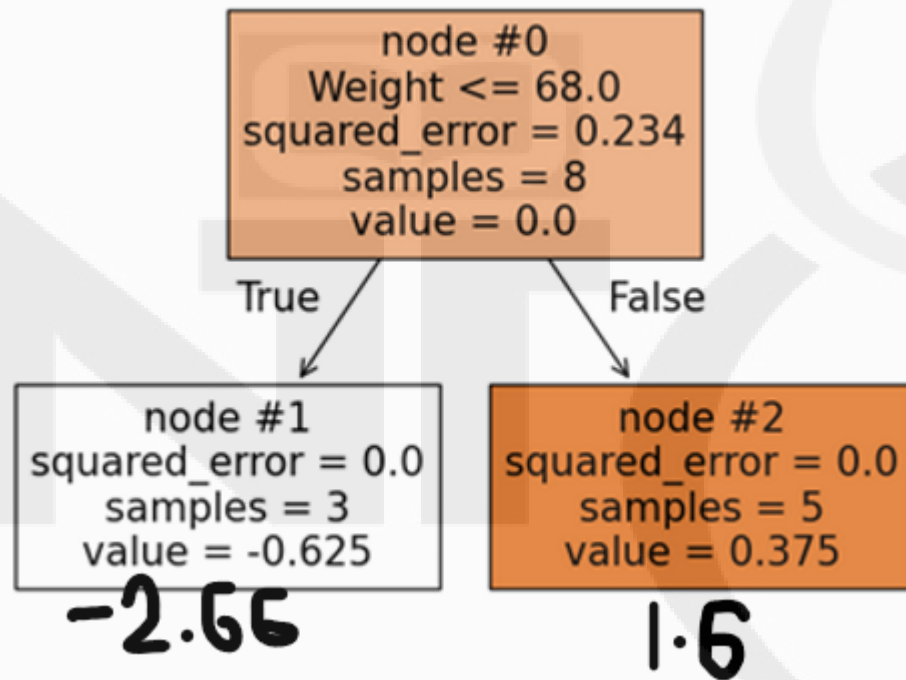 node #0
Weight <= 68.0
squared_error = 0.234
samples = 8
value = 0.0
True
False
node #1
squared_error = 0.0
samples = 3
value = -0.625
node #2
squared_error = 0.0
samples = 5
value = 0.375
-2.66
1.6